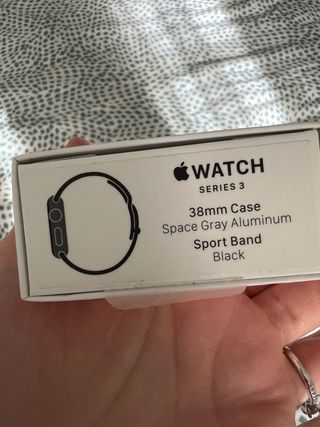 WATCH
SERIES 3
38mm Case
Space Gray Aluminum
Sport Band
Black